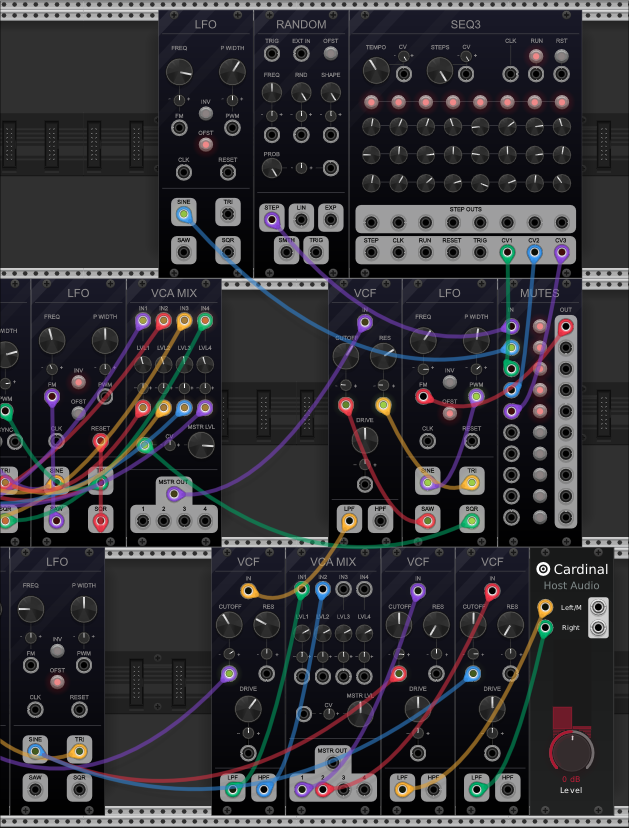 LFO RANDOM SEQ3
FREQ P WIDTH TRIG EXT IN OFST TEMPO CV STEPS CV CLK RUN RST
FREQ RND SHAPE
INV
FM PWM
OFST
PROB
CLK RESET
SINE TRI STEP LIN EXP STEP OUTS
SAW SQR SMTH TRIG STEP CLK RUN RESET TRIG CV1 CV2 CV3
LFO VCA MIX VCF LFO MUTES
FREQ P WIDTH IN1 IN2 IN3 IN4 IN FREQ P WIDTH IN OUT
CUTOFF RES
LVL1 LVL2 LVL3 LVL4
FM INV PWM FM INV PWM
OFST OFST
CLK RESET CV MSTR LVL DRIVE CLK RESET
TRI SINE TRI MSTR OUT SINE TRI
SQR SAW SQR 1 2 3 4 LPF HPF SAW SQR
LFO VCF VCA MIX VCF VCF Cardinal
Host Audio
FREQ P WIDTH IN IN1 IN2 IN3 IN4 IN IN
Left/M
CUTOFF RES LVL1 LVL2 LVL3 LVL4 CUTOFF RES CUTOFF RES Right
FM INV PWM
OFST
CLK RESET DRIVE CV MSTR LVL DRIVE DRIVE
SINE TRI MSTR OUT
SAW SQR LPF HPF 1 2 3 LPF HPF LPF HPF
0 dB
Level